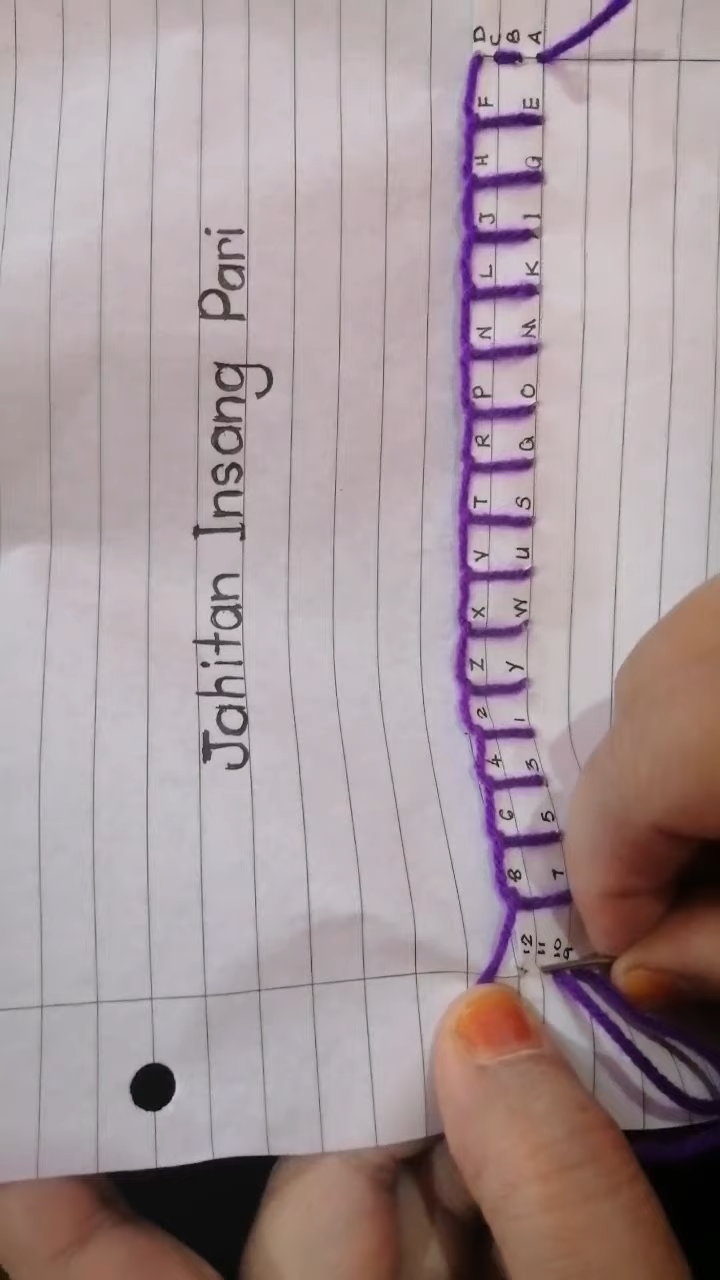 Jahitan Insang Pari
12 8 6 4 2 Z X V T R P N L J H F D
11 C
10 B
9 7 5 3 1 Y W U S Q O M K I G E A